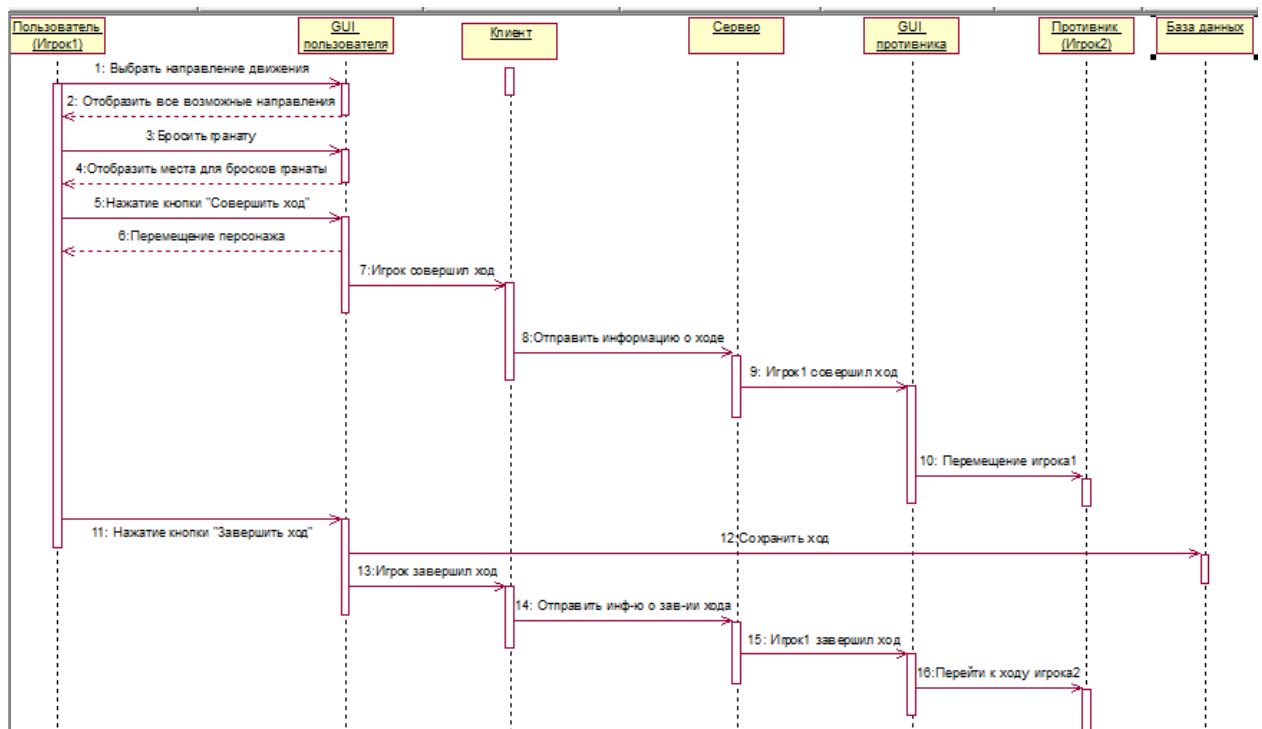 Пользователь
(Игрок1)
GUI
пользователя
Клиент
Сервер
GUI
противника
Противник
(Игрок2)
База данных
1: Выбрать направление движения
2: Отобразить все возможные направления
3:Бросить гранату
4:Отобразить места для бросков гранаты
5:Нажатие кнопки "Совершить ход"
6:Перемещение персонажа
7:Игрок совершил ход
8:Отправить информацию о ходе
9: Игрок1 совершил ход
10: Перемещение игрока1
11: Нажатие кнопки "Завершить ход"
12:Сохранить ход
13:Игрок завершил ход
14: Отправить инф-ю о зав-ии хода
15: Игрок1 завершил ход
16:Перейти к ходу игрока2